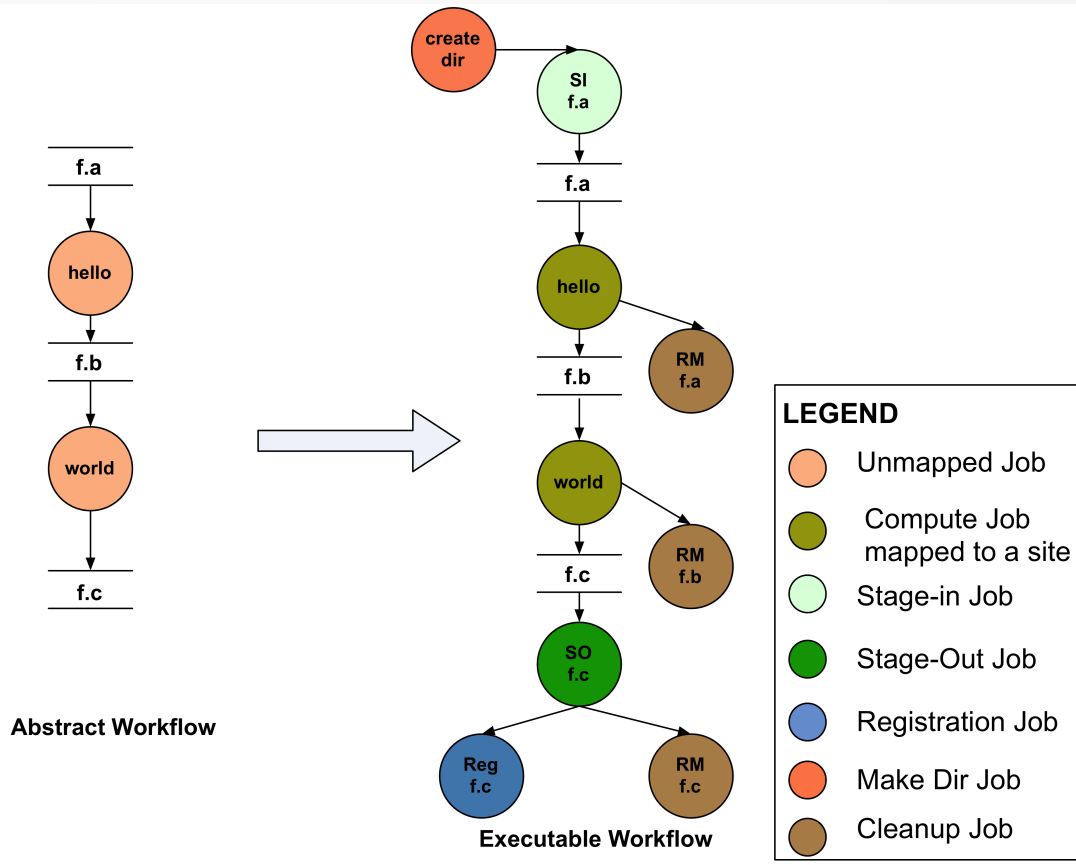 f.a
hello
f.b
world
f.c
Abstract Workflow
create
dir
SI
f.a
f.a
hello
RM
f.a
f.b
world
RM
f.b
f.c
SO
f.c
Reg
f.c
RM
f.c
Executable Workflow
LEGEND
Unmapped Job
Compute Job
mapped to a site
Stage-in Job
Stage-Out Job
Registration Job
Make Dir Job
Cleanup Job